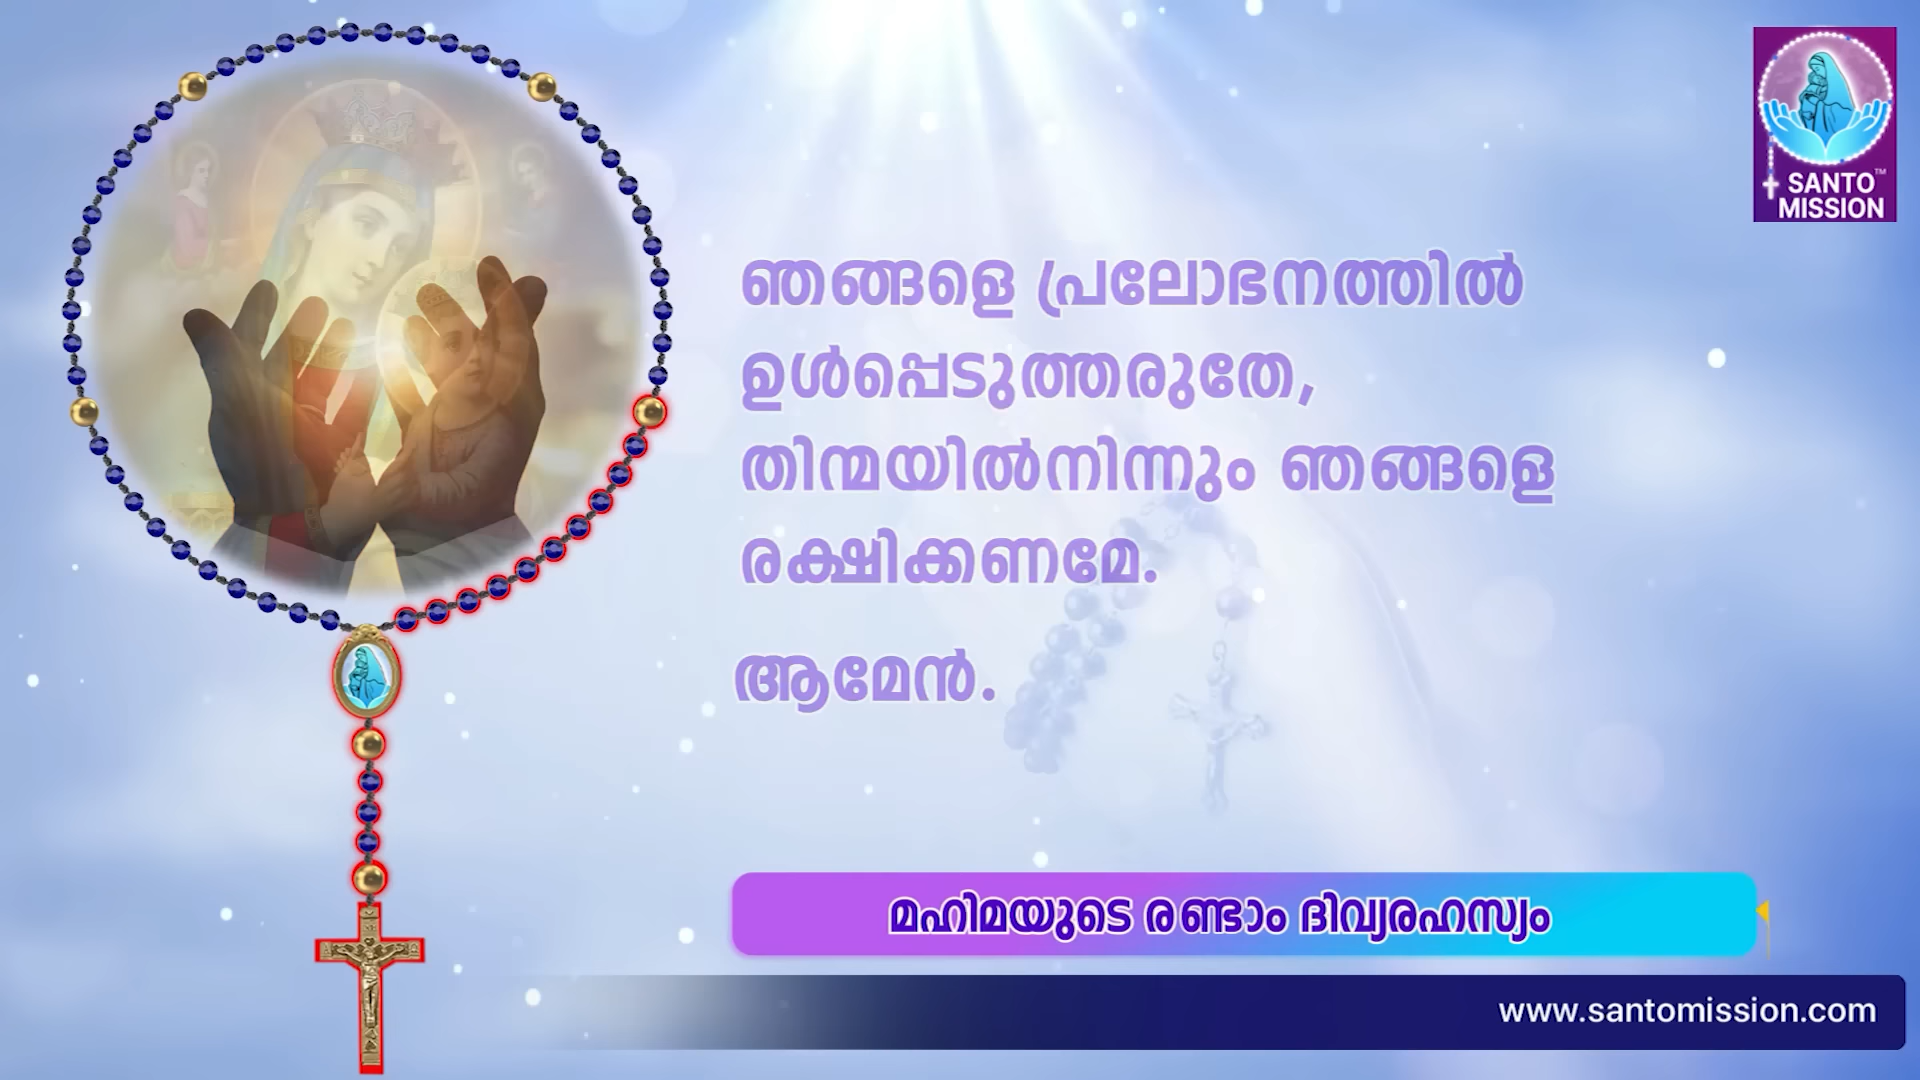 SANTO™
MISSION
ഞങ്ങളെ പ്രലോഭനത്തിൽ
ഉൾപ്പെടുത്തരുതേ,
തിന്മയിൽനിന്നും ഞങ്ങളെ
രക്ഷിക്കണമേ.
ആമേൻ.
മഹിമയുടെ രണ്ടാം ദിവ്യരഹസ്യം
www.santomission.com